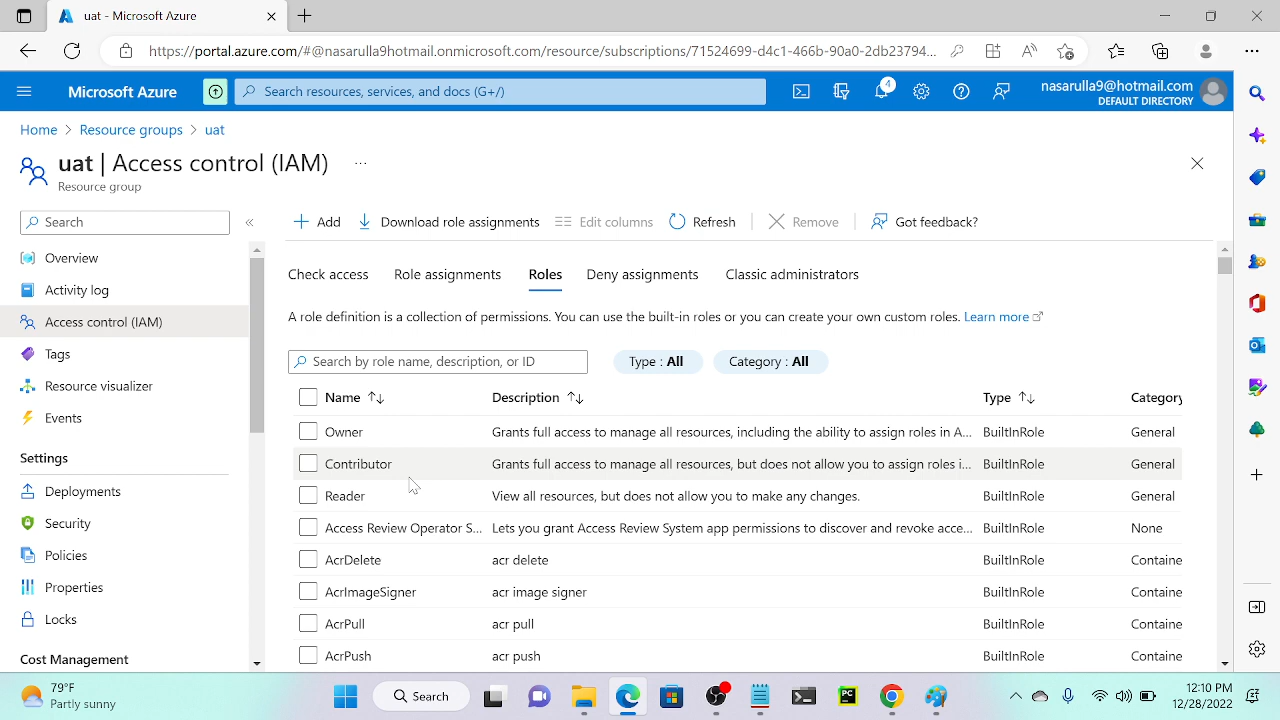 uat - Microsoft Azure
https://portal.azure.com/#@nasarulla9hotmail.onmicrosoft.com/resource/subscriptions/71524699-d4c1-466b-90a0-2db23794...
Microsoft Azure
Search resources, services, and docs (G+/)
4
nasarulla9@hotmail.com
DEFAULT DIRECTORY
Home > Resource groups > uat
uat | Access control (IAM) ...
Resource group
Search
«
Overview
Activity log
Access control (IAM)
Tags
Resource visualizer
Events
Settings
Deployments
Security
Policies
Properties
Locks
Cost Management
Add Download role assignments Edit columns Refresh Remove Got feedback?
Check access Role assignments Roles Deny assignments Classic administrators
A role definition is a collection of permissions. You can use the built-in roles or you can create your own custom roles. Learn more
Search by role name, description, or ID Type : All Category : All
Name Description Type Category
Owner Grants full access to manage all resources, including the ability to assign roles in A... BuiltInRole General
Contributor Grants full access to manage all resources, but does not allow you to assign roles i... BuiltInRole General
Reader View all resources, but does not allow you to make any changes. BuiltInRole General
Access Review Operator S... Lets you grant Access Review System app permissions to discover and revoke acce... BuiltInRole None
AcrDelete acr delete BuiltInRole Containe
AcrImageSigner acr image signer BuiltInRole Containe
AcrPull acr pull BuiltInRole Containe
AcrPush acr push BuiltInRole Containe
79°F
Partly sunny
Search
PC
12:10 PM
12/28/2022